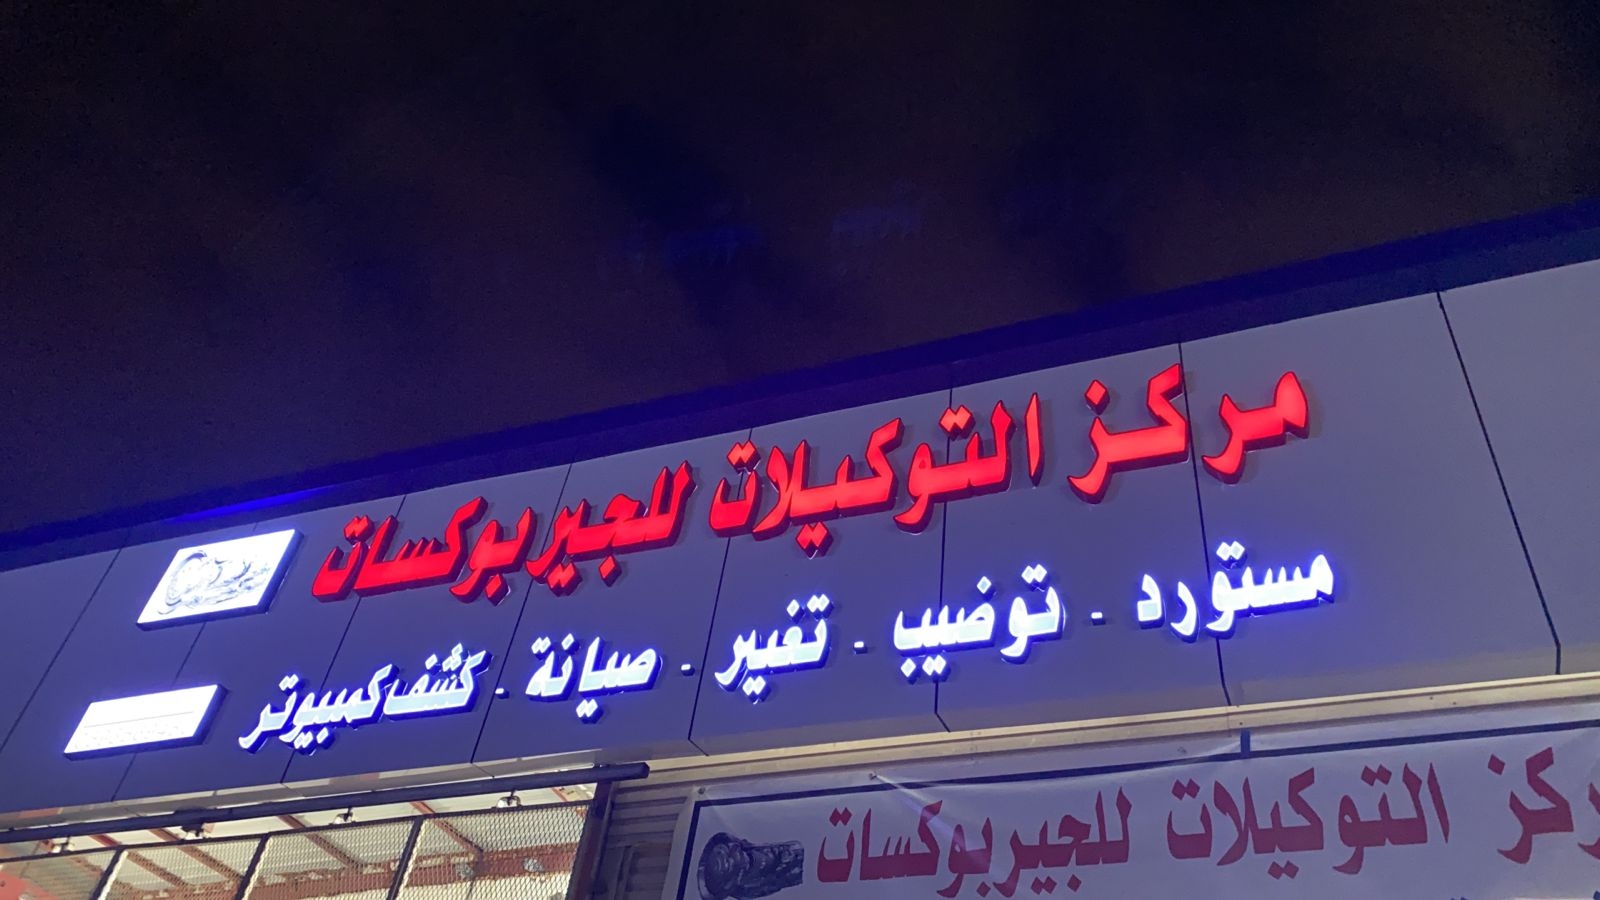 مركز التوكيلات للجيربوكسات
مستورد - توضيب - تغيير - صيانة - كشف كمبيوتر
مركز التوكيلات للجيربوكسات